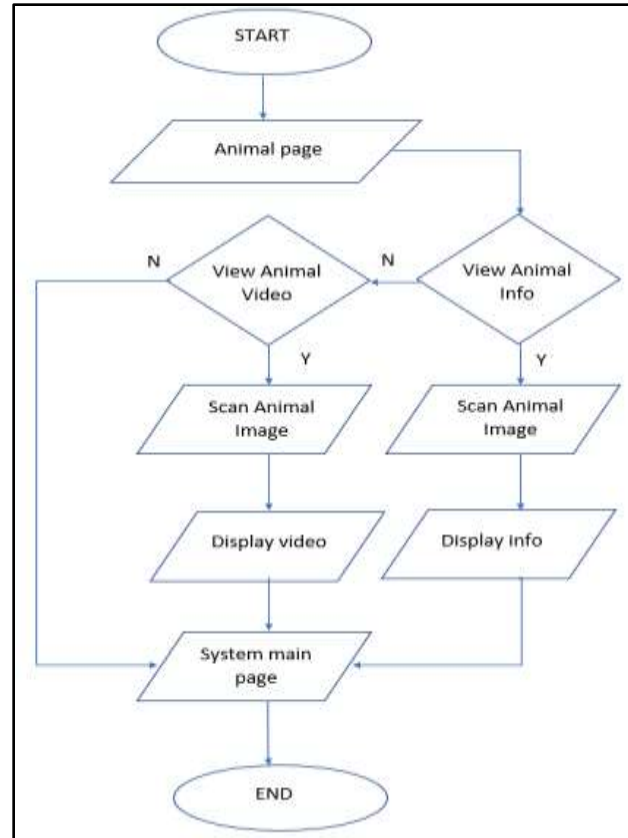 START
Animal page
N
View Animal
Video
N
View Animal
Info
Y
Y
Scan Animal
Image
Scan Animal
Image
Display video
Display info
System main
page
END